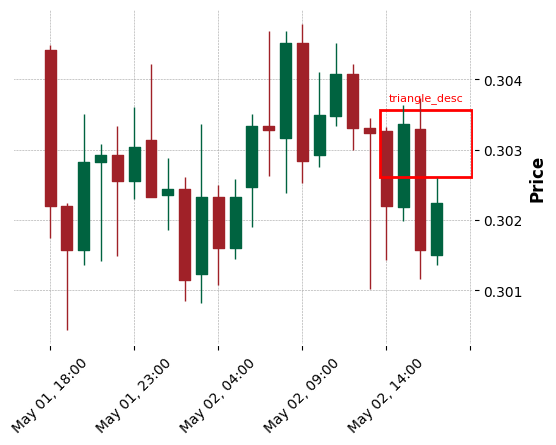 triangle_desc
0.304
0.303
0.302
0.301
Price
May 01, 18:00
May 01, 23:00
May 02, 04:00
May 02, 09:00
May 02, 14:00